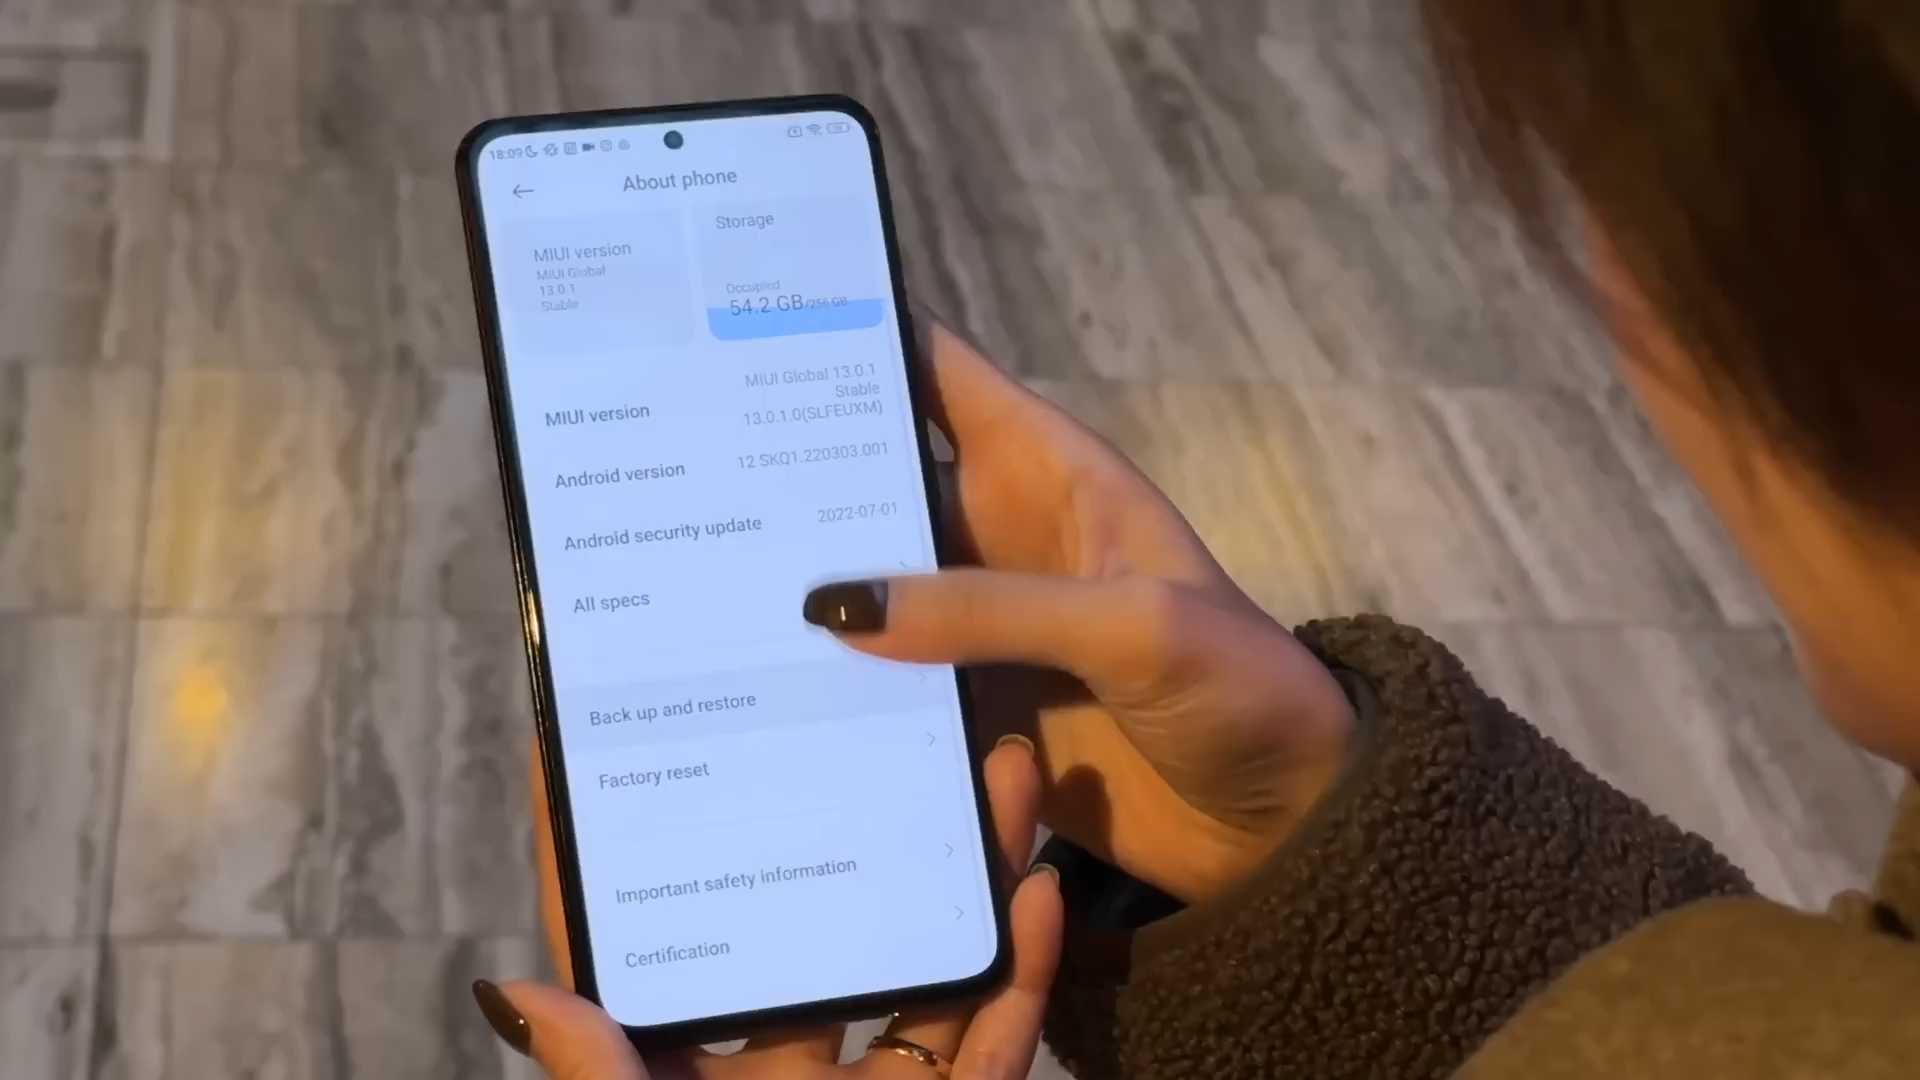 18:09
About phone
MIUI version
MIUI Global
13.0.1
Stable
Storage
Occupied
54.2 GB/256 GB
MIUI version
MIUI Global 13.0.1
Stable
13.0.1.0(SLFEUXM)
Android version
12 SKQ1.220303.001
Android security update
2022-07-01
All specs
Back up and restore
Factory reset
Important safety information
Certification